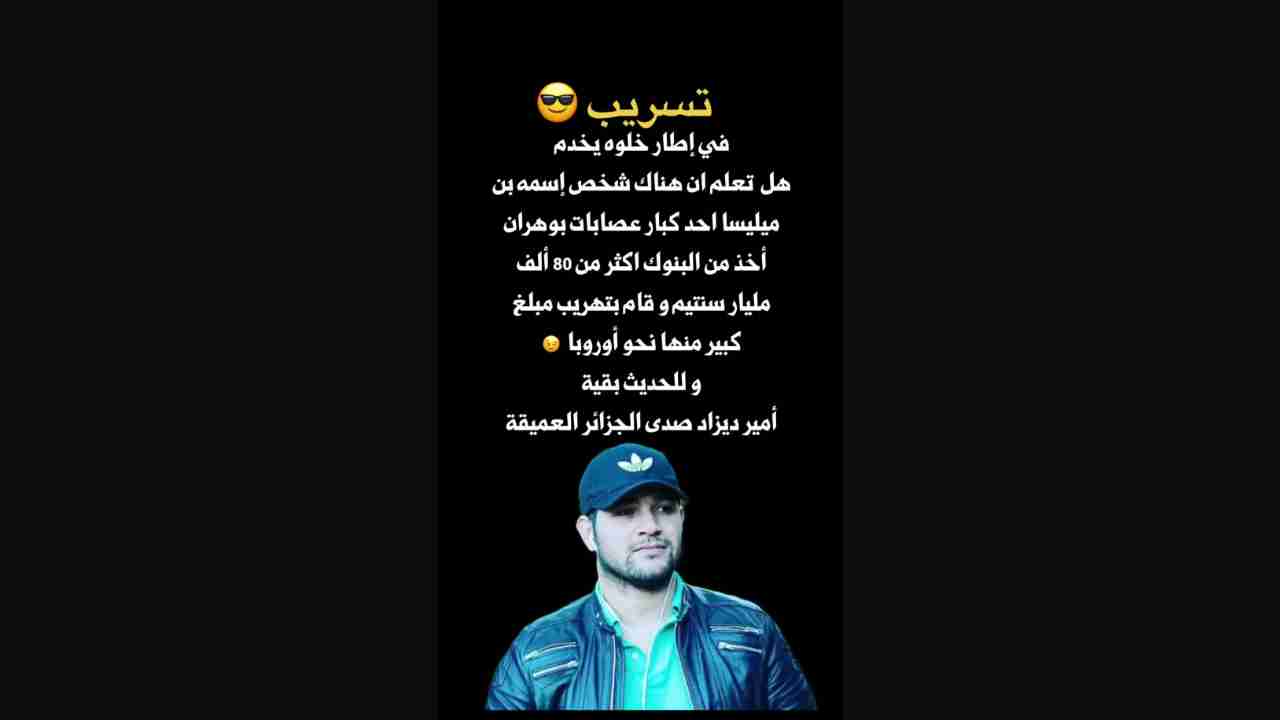 تسريب 😎
في إطار خلوه يخدم
هل تعلم ان هناك شخص إسمه بن
ميليسا احد كبار عصابات بوهران
أخذ من البنوك اكثر من 80 ألف
مليار سنتيم و قام بتهريب مبلغ
كبير منها نحو أوروبا 😉
و للحديث بقية
أمير ديزاد صدى الجزائر العميقة